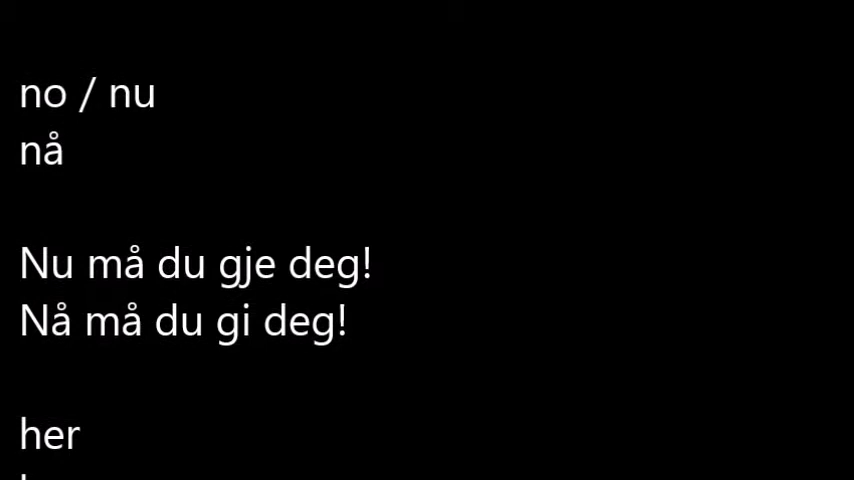 no / nu
nå
Nu må du gje deg!
Nå må du gi deg!
her